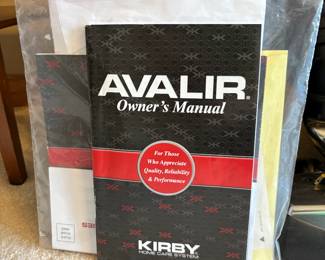 AVALIR®
Owner's Manual
For Those
Who Appreciate
Quality, Reliability
& Performance
KIRBY
HOME CARE SYSTEM